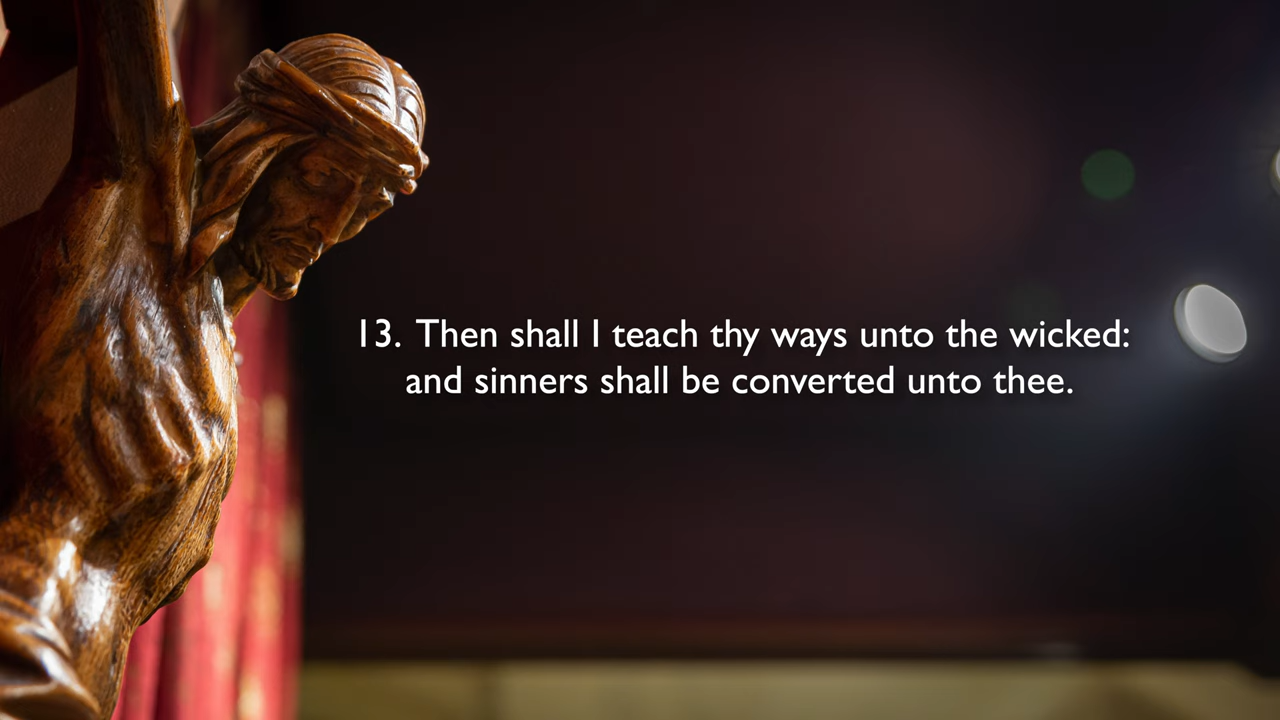 13. Then shall I teach thy ways unto the wicked:
and sinners shall be converted unto thee.